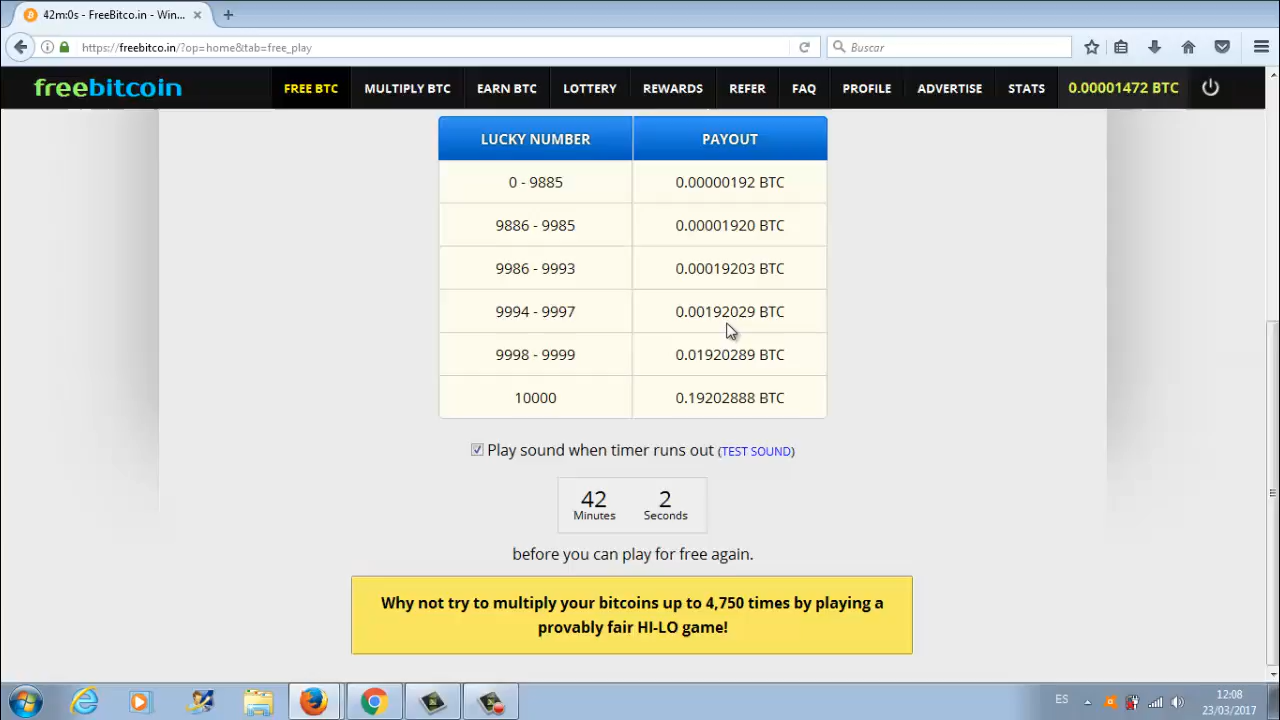 42m:0s - FreeBitco.in - Win...
https://freebitco.in/?op=home&tab=free_play
Buscar
freebitcoin
FREE BTC MULTIPLY BTC EARN BTC LOTTERY REWARDS REFER FAQ PROFILE ADVERTISE STATS 0.00001472 BTC
LUCKY NUMBER PAYOUT
0 - 9885 0.00000192 BTC
9886 - 9985 0.00001920 BTC
9986 - 9993 0.00019203 BTC
9994 - 9997 0.00192029 BTC
9998 - 9999 0.01920289 BTC
10000 0.19202888 BTC
Play sound when timer runs out (TEST SOUND)
42 2
Minutes Seconds
before you can play for free again.
Why not try to multiply your bitcoins up to 4,750 times by playing a
provably fair HI-LO game!
ES
12:08
23/03/2017